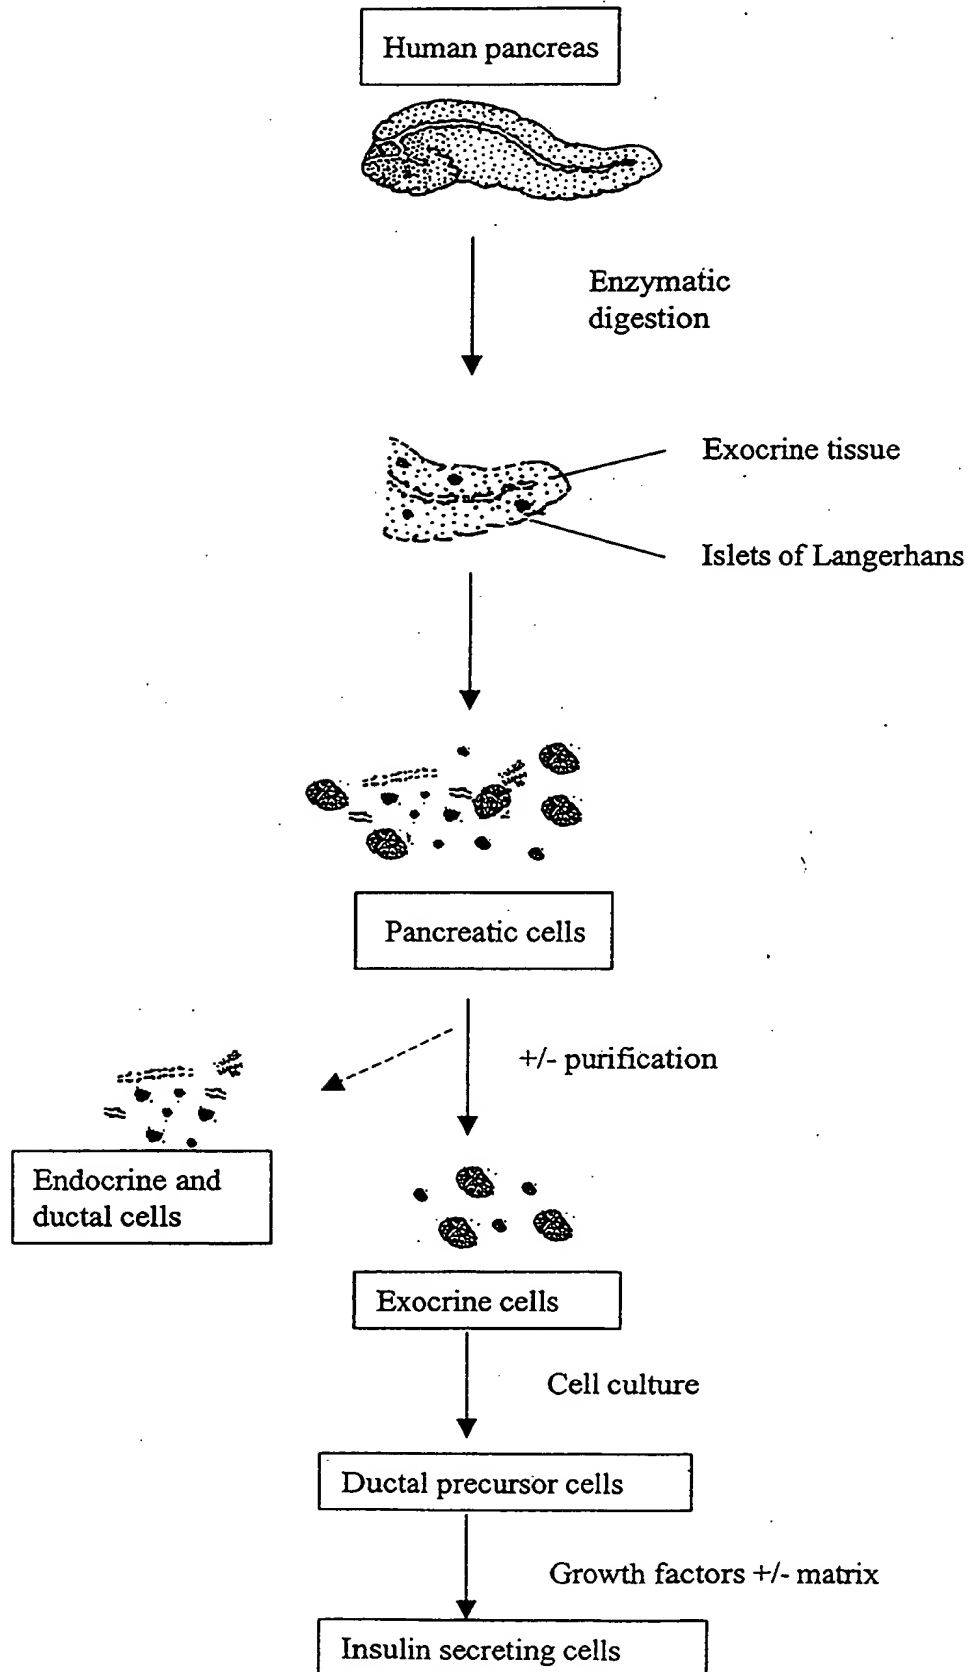 Human pancreas
Enzymatic
digestion
Exocrine tissue
Islets of Langerhans
Pancreatic cells
+/- purification
Endocrine and
ductal cells
Exocrine cells
Cell culture
Ductal precursor cells
Growth factors +/- matrix
Insulin secreting cells